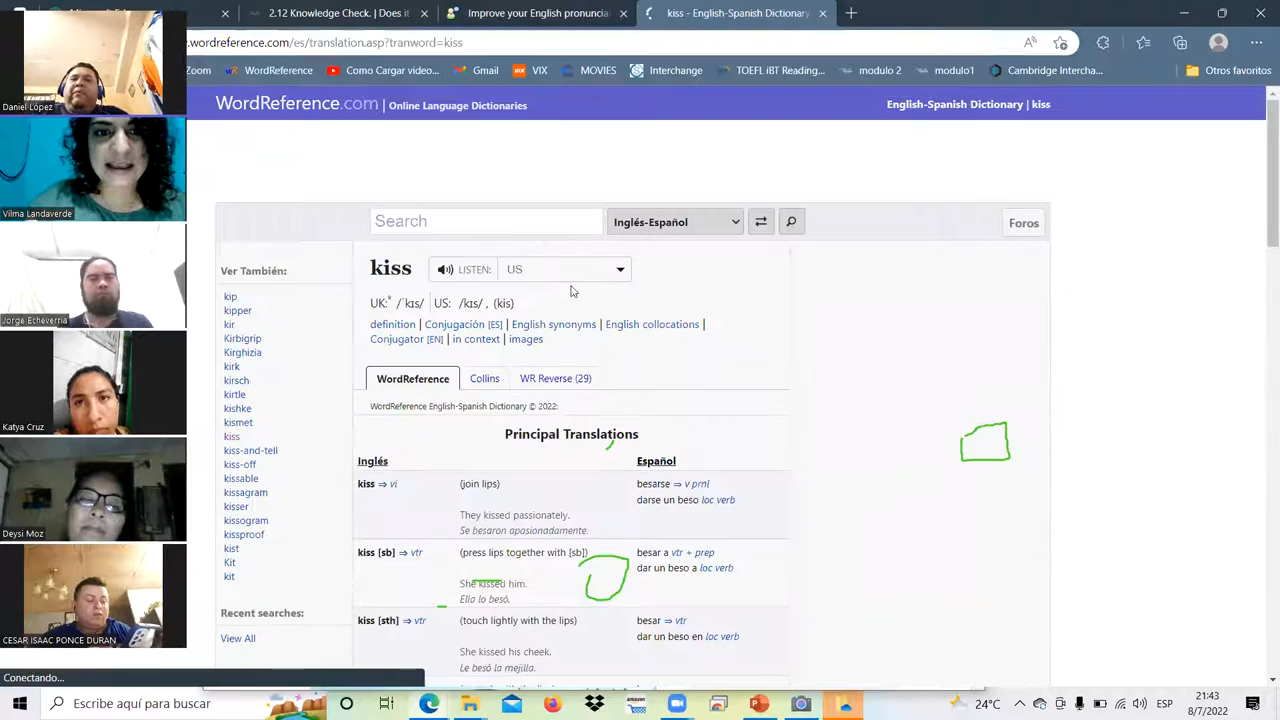 2.12 Knowledge Check. | Does it
improve your English pronuncia
kiss - English-Spanish Dictionary
wordreference.com/es/translation.asp?tranword=kiss
Zoom
WordReference
Como Cargar video...
Gmail
VIX
MOVIES
Interchange
TOEFL iBT Reading...
modulo 2
modulo1
Cambridge Intercha...
Otros favoritos
WordReference.com | Online Language Dictionaries
English-Spanish Dictionary | kiss
Daniel López
Vilma Landaverde
Jorge Echeverria
Katya Cruz
Deysi Moz
CESAR ISAAC PONCE DURAN
Search
Inglés-Español
Foros
Ver También:
kip
kipper
kir
Kirbigrip
Kirghizia
kirk
kirsch
kirtle
kishke
kismet
kiss
kiss-and-tell
kiss-off
kissable
kissagram
kisser
kissogram
kissproof
kist
Kit
kit
Recent searches:
View All
kiss
LISTEN:
US
UK:* /ˈkɪs/ US: /kɪs/ , (kis)
definition | Conjugación [ES] | English synonyms | English collocations |
Conjugator [EN] | in context | images
WordReference
Collins
WR Reverse (29)
WordReference English-Spanish Dictionary © 2022:
Principal Translations
Inglés
Español
kiss ⇒ vi (join lips) besarse ⇒ v prnl
darse un beso loc verb
They kissed passionately.
Se besaron apasionadamente.
kiss [sb] ⇒ vtr (press lips together with [sb]) besar a vtr + prep
dar un beso a loc verb
She kissed him.
Ella lo besó.
kiss [sth] ⇒ vtr (touch lightly with the lips) besar ⇒ vtr
dar un beso en loc verb
She kissed his cheek.
Le besó la mejilla.
Conectando...
Escribe aquí para buscar
24°C
ESP
21:43
8/7/2022